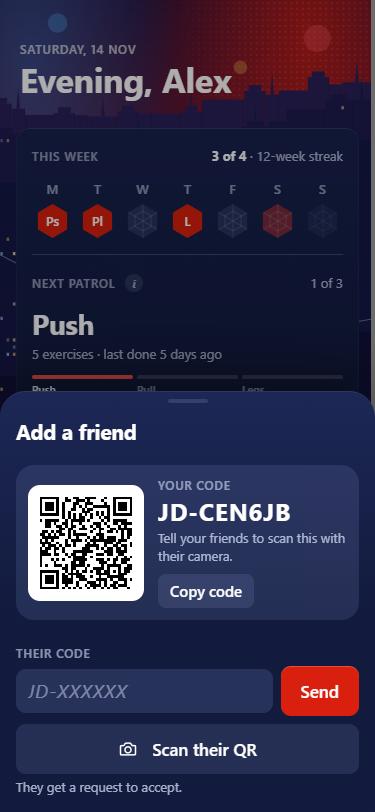 SATURDAY, 14 NOV
Evening, Alex
THIS WEEK
3 of 4 · 12-week streak
M T W T F S S
Ps Pl L
NEXT PATROL i 1 of 3
Push
5 exercises · last done 5 days ago
Push Pull Legs
Add a friend
YOUR CODE
JD-CEN6JB
Tell your friends to scan this with
their camera.
Copy code
THEIR CODE
JD-XXXXXX
Send
Scan their QR
They get a request to accept.